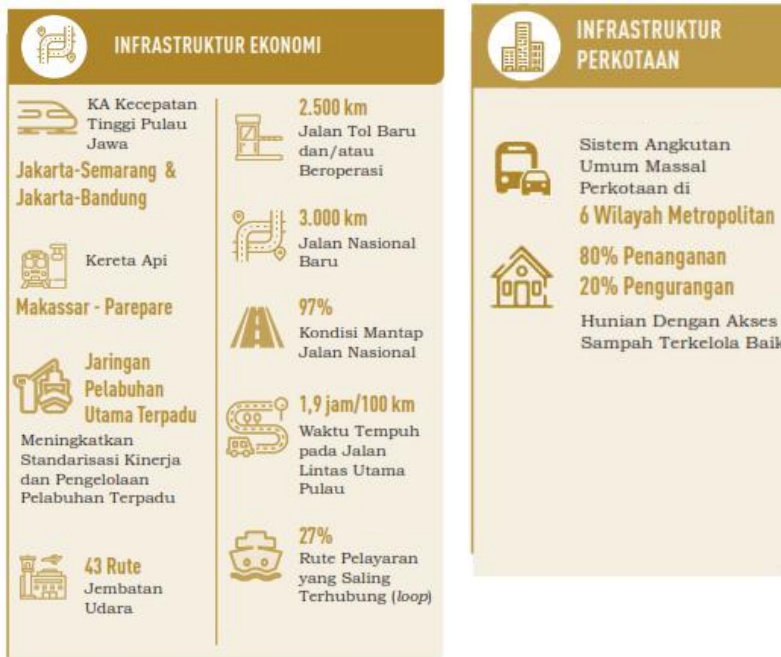 INFRASTRUKTUR EKONOMI
KA Kecepatan
Tinggi Pulau
Jawa
Jakarta-Semarang &
Jakarta-Bandung
Kereta Api
Makassar - Parepare
Jaringan
Pelabuhan
Utama Terpadu
Meningkatkan
Standarisasi Kinerja
dan Pengelolaan
Pelabuhan Terpadu
43 Rute
Jembatan
Udara
2.500 km
Jalan Tol Baru
dan/atau
Beroperasi
3.000 km
Jalan Nasional
Baru
97%
Kondisi Mantap
Jalan Nasional
1,9 jam/100 km
Waktu Tempuh
pada Jalan
Lintas Utama
Pulau
27%
Rute Pelayaran
yang Saling
Terhubung (loop)
INFRASTRUKTUR
PERKOTAAN
Sistem Angkutan
Umum Massal
Perkotaan di
6 Wilayah Metropolitan
80% Penanganan
20% Pengurangan
Hunian Dengan Akses
Sampah Terkelola Baik